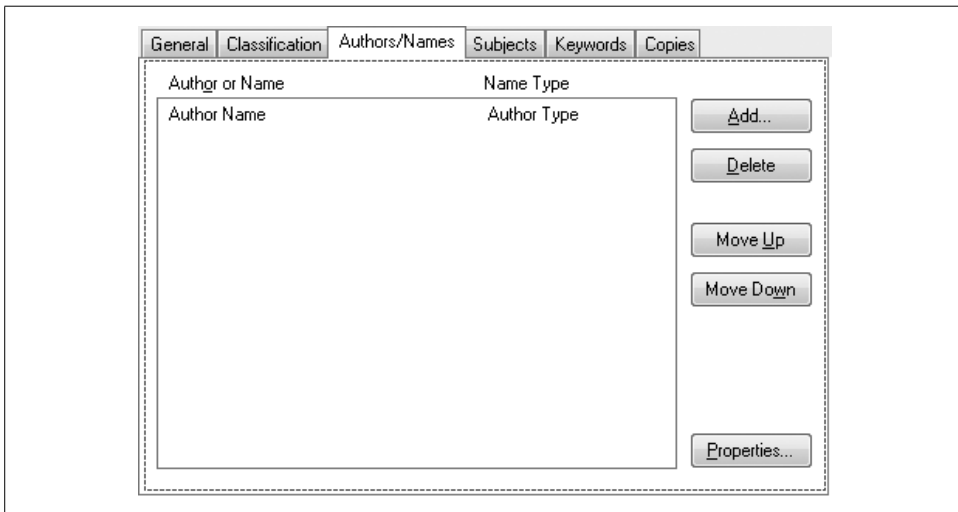 General Classification Authors/Names Subjects Keywords Copies
Author or Name Name Type
Author Name Author Type
Add...
Delete
Move Up
Move Down
Properties...